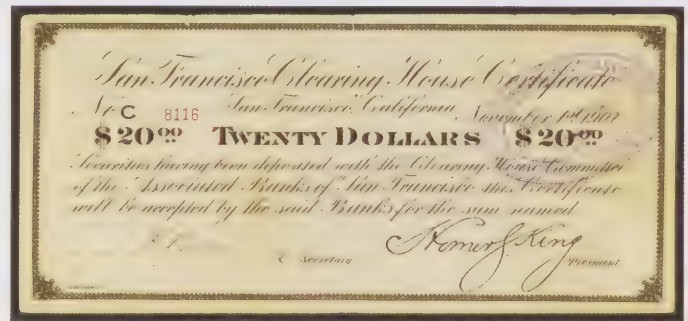 San Francisco Clearing House Certificate
No. C 8116 San Francisco, California, November 1st 1907
$20.00 TWENTY DOLLARS $20.00
Securities having been deposited with the Clearing House Committee
of the Associated Banks of San Francisco this Certificate
will be accepted by the said Banks for the sum named
Homer S. King
Secretary President